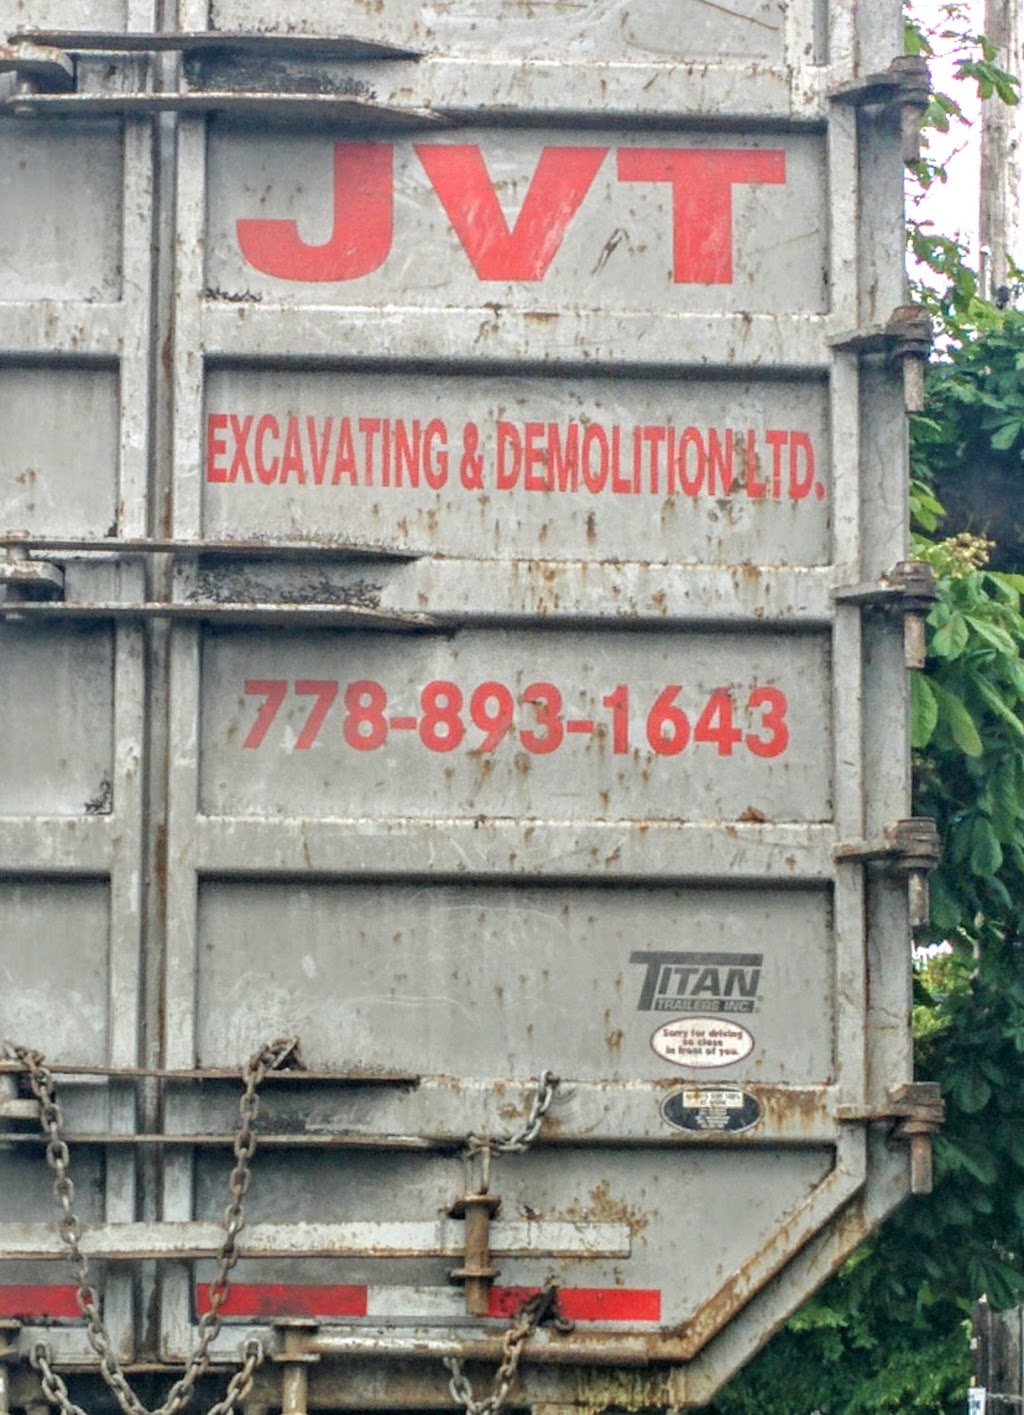 JVT
EXCAVATING & DEMOLITION LTD.
778-893-1643
TITAN
TRAILERS INC.
Sorry for driving
so close
in front of you.